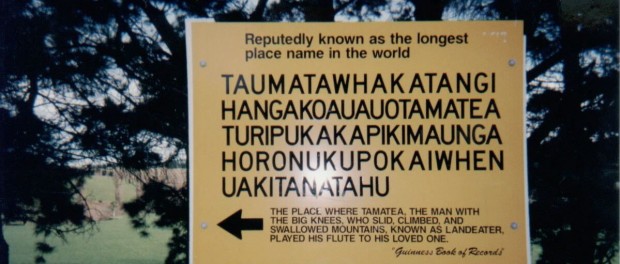 Reputedly known as the longest
place name in the world
TAUMATAWHAKATANGI
HANGAKOAUAUOTAMATEA
TURIPUKAKAPIKIMAUNGA
HORONUKUPOKAIWHEN
UAKITANATAHU
THE PLACE WHERE TAMATEA, THE MAN WITH
THE BIG KNEES, WHO SLID, CLIMBED, AND
SWALLOWED MOUNTAINS, KNOWN AS LANDEATER,
PLAYED HIS FLUTE TO HIS LOVED ONE.
"Guinness Book of Records"